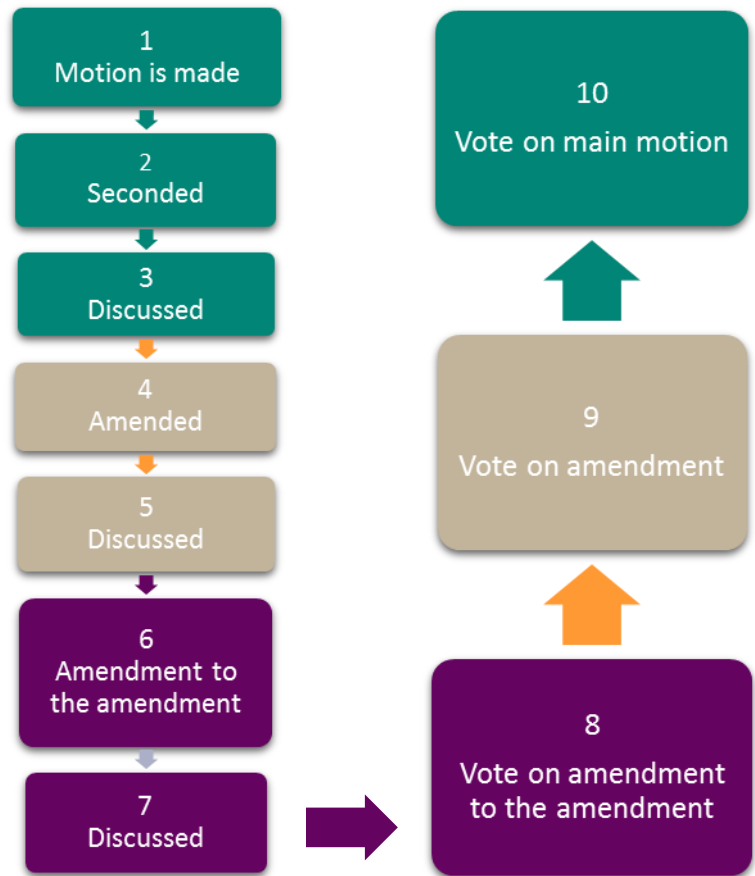 1
Motion is made
2
Seconded
3
Discussed
4
Amended
5
Discussed
6
Amendment to
the amendment
7
Discussed
8
Vote on amendment
to the amendment
9
Vote on amendment
10
Vote on main motion